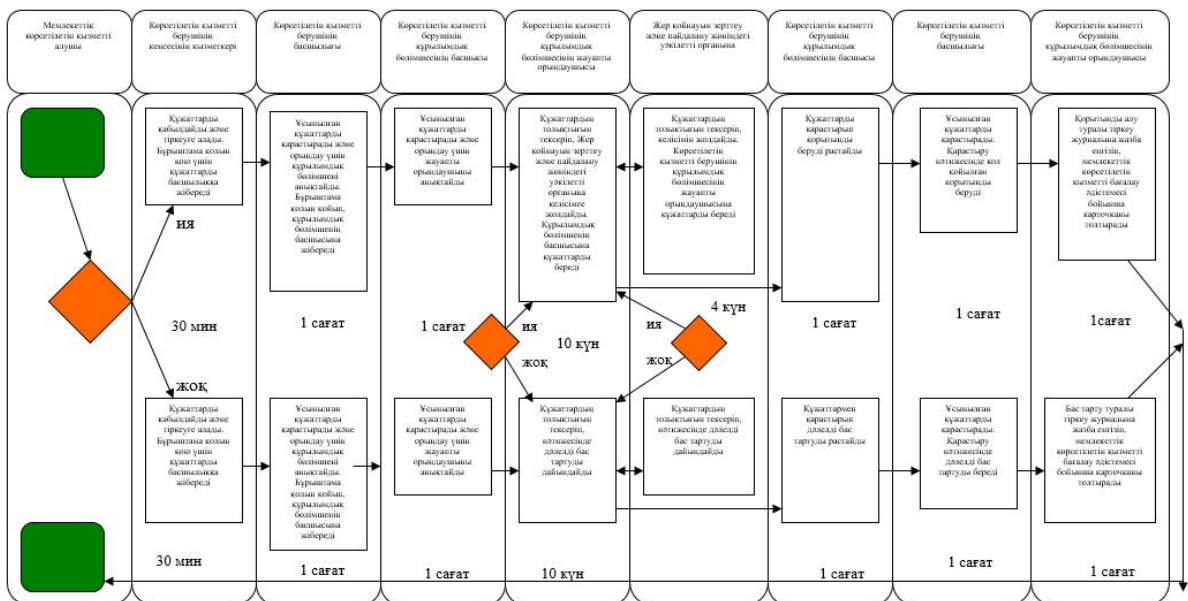 Мемлекеттік
көрсетілетін қызметті
алушы
Көрсетілетін қызметті
берушінің
кеңсесінің қызметкері
Көрсетілетін қызметті
берушінің
басшылығы
Көрсетілетін қызметті
берушінің
құрылымдық
бөлімшесінің басшысы
Көрсетілетін қызметті
берушінің
құрылымдық
бөлімшесінің жауапты
орындаушысы
Жер қойнауын зерттеу
және пайдалану жөніндегі
уәкілетті органына
Көрсетілетін қызметті
берушінің
құрылымдық
бөлімшесінің басшысы
Көрсетілетін қызметті
берушінің
басшылығы
Көрсетілетін қызметті
берушінің
құрылымдық бөлімшесінің
жауапты орындаушысы
Құжаттарды
қабылдайды және
тіркеуге алады.
Бұрыштама қолын
қою үшін
құжаттарды
басшылыққа
жібереді
Ұсынылған
құжаттарды
қарастырады және
орындау үшін
құрылымдық
бөлімшені
анықтайды.
Бұрыштама
қолын қойып,
құрылымдық
бөлімшенің
басшысына
жібереді
Ұсынылған
құжаттарды
қарастырады және
орындау үшін
жауапты
орындаушыны
анықтайды
Құжаттардың
толықтығын
тексеріп, Жер
қойнауын зерттеу
және пайдалану
жөніндегі
уәкілетті
органына
келісімге
жолдайды.
Құрылымдық
бөлімшенің
басшысына
құжаттарды
береді
Құжаттардың
толықтығын тексеріп,
келісімін жолдайды.
Көрсетілетін
қызметті берушінің
құрылымдық
бөлімшесінің
жауапты
орындаушысына
құжаттарды береді
Құжаттарды
қарастырып
қорытынды
беруді растайды
Ұсынылған
құжаттарды
қарастырады.
Қарастыру
нәтижесінде қол
қойылған
қорытынды
беруді
Қорытынды алу
туралы тіркеу
журналына жазба
енгізіп,
мемлекеттік
көрсетілетін
қызметті бағалау
әдістемесі
бойынша
карточканы
толтырады
ия
30 мин
1 сағат
1 сағат
ия
10 күн
ия
4 күн
1 сағат
1 сағат
1сағат
жоқ
жоқ
жоқ
Құжаттарды
қабылдайды және
тіркеуге алады.
Бұрыштама қолын
қою үшін
құжаттарды
басшылыққа
жібереді
Ұсынылған
құжаттарды
қарастырады және
орындау үшін
құрылымдық
бөлімшені
анықтайды.
Бұрыштама
қолын қойып,
құрылымдық
бөлімшенің
басшысына
жібереді
Ұсынылған
құжаттарды
қарастырады және
орындау үшін
жауапты
орындаушыны
анықтайды
Құжаттардың
толықтығын
тексеріп,
нәтижесінде
дәлелді бас
тартуды
дайындайды
Құжаттардың
толықтығын тексеріп,
нәтижесінде дәлелді
бас тартуды
дайындайды
Құжаттармен
қарастырып
дәлелді бас
тартуды растайды
Ұсынылған
құжаттарды
қарастырады.
Қарастыру
нәтижесінде
дәлелді бас
тартуды береді
Бас тарту туралы
тіркеу журналына
жазба енгізіп,
мемлекеттік
көрсетілетін қызметті
бағалау әдістемесі
бойынша карточканы
толтырады
30 мин
1 сағат
1 сағат
10 күн
1 сағат
1 сағат
1 сағат